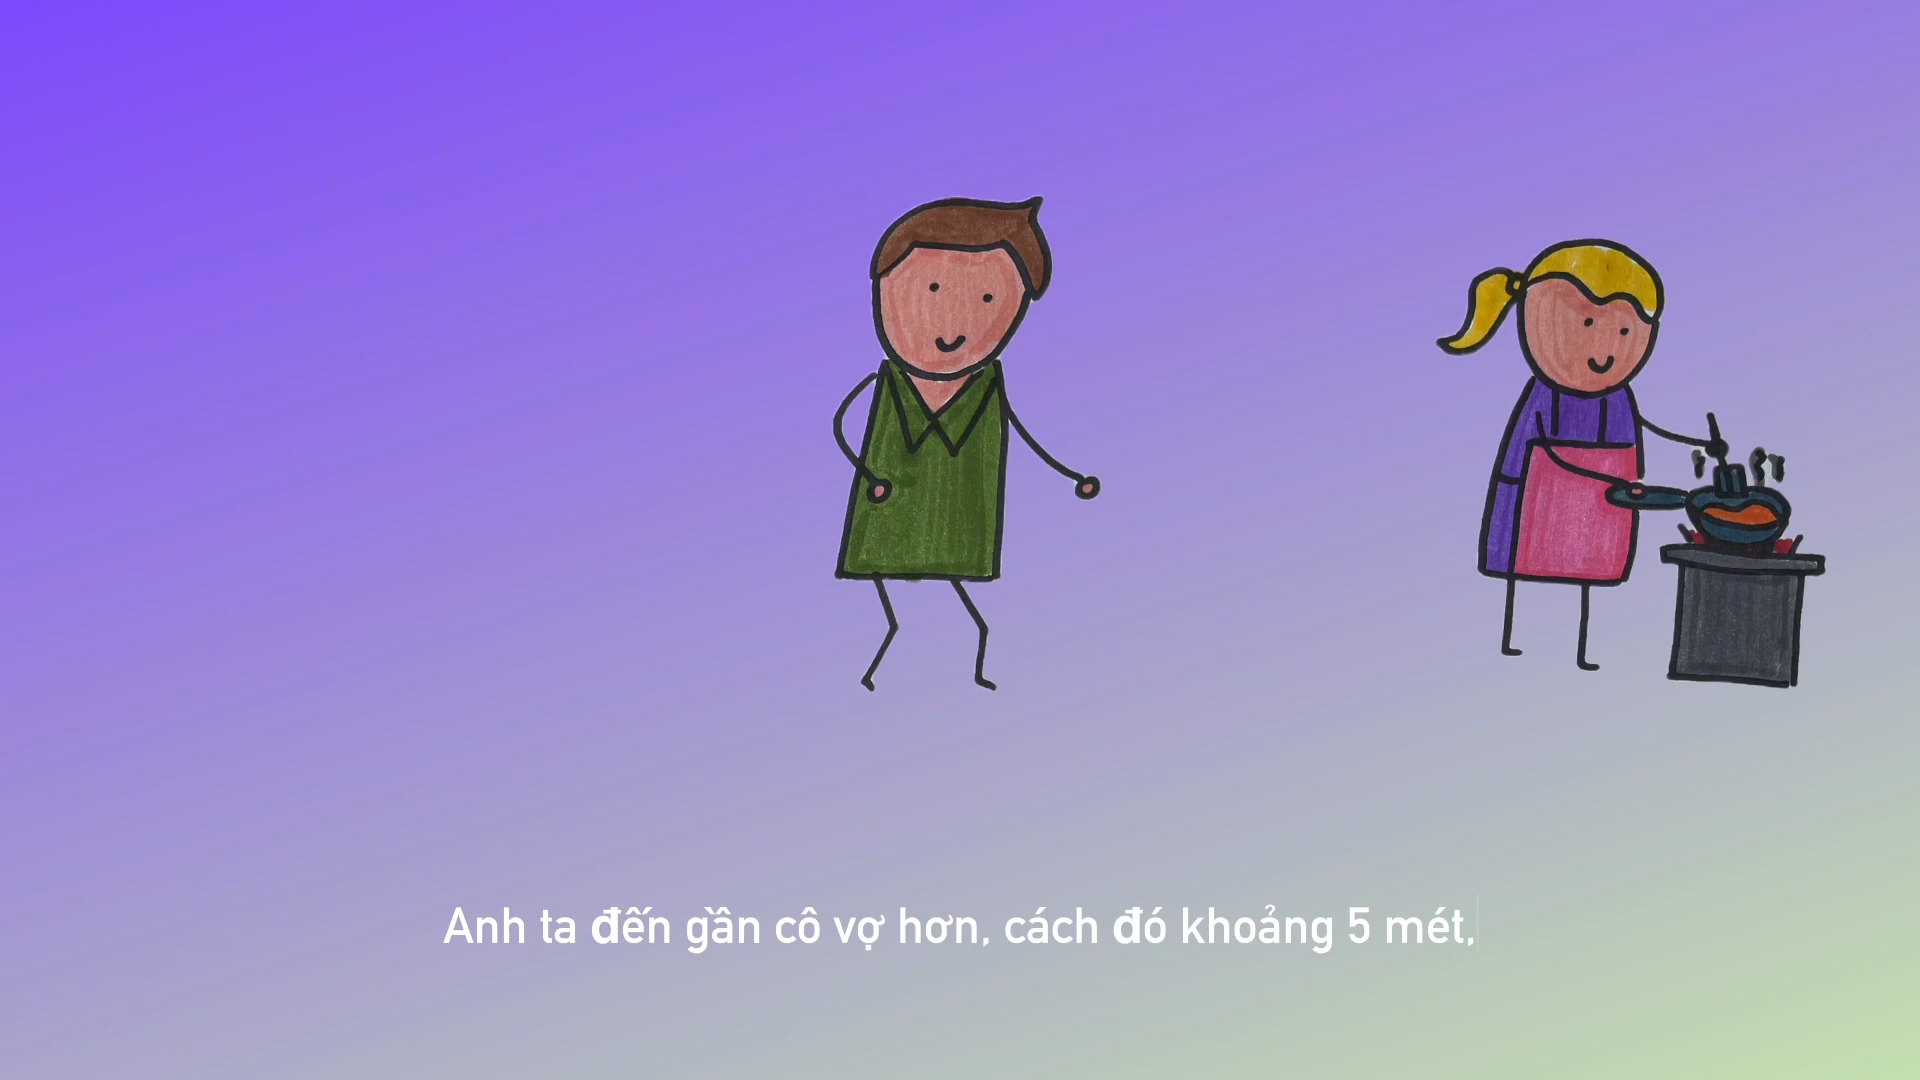 Anh ta đến gần cô vợ hơn, cách đó khoảng 5 mét,